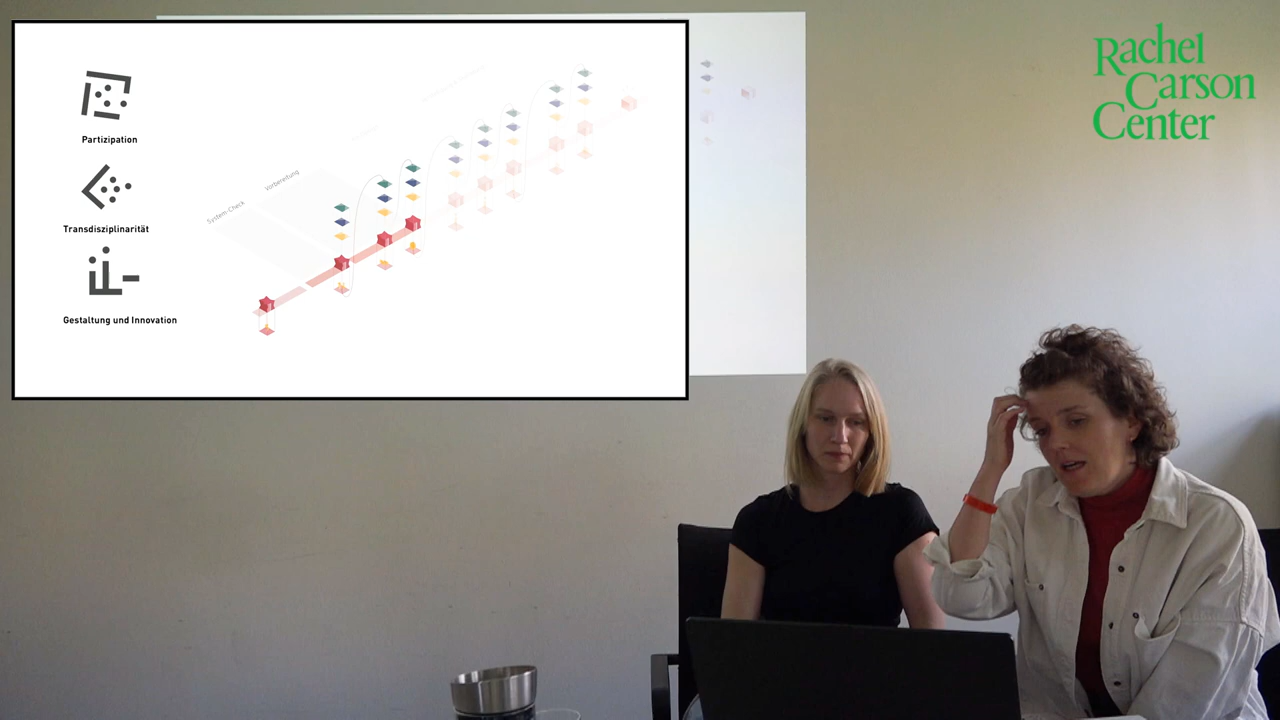 Partizipation
Transdisziplinarität
Gestaltung und Innovation
System-Check
Vorbereitung
Rachel
Carson
Center